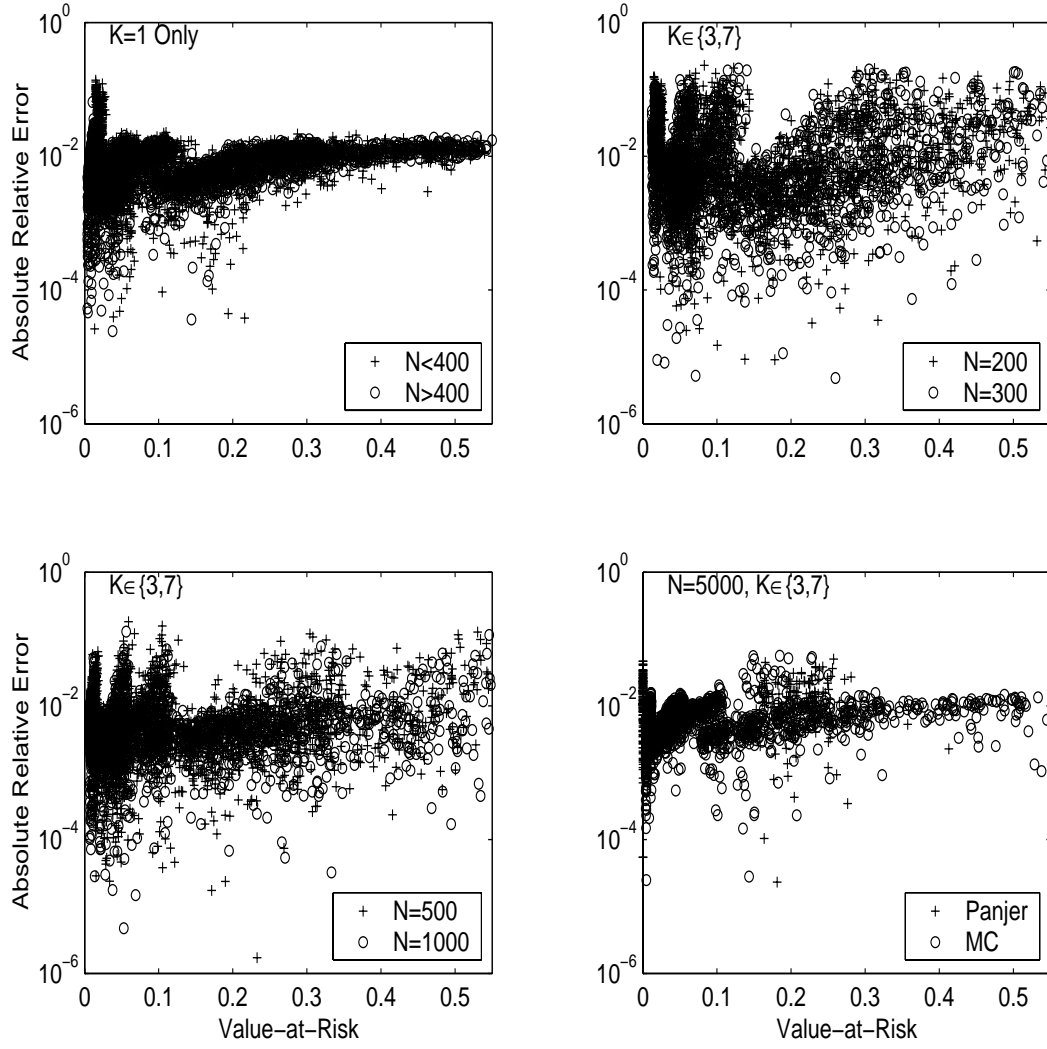 K=1 Only
Absolute Relative Error
10^0
10^−2
10^−4
10^−6
0 0.1 0.2 0.3 0.4 0.5
+ N<400
o N>400
K∈{3,7}
10^0
10^−2
10^−4
10^−6
0 0.1 0.2 0.3 0.4 0.5
+ N=200
o N=300
K∈{3,7}
Absolute Relative Error
10^0
10^−2
10^−4
10^−6
0 0.1 0.2 0.3 0.4 0.5
Value−at−Risk
+ N=500
o N=1000
N=5000, K∈{3,7}
10^0
10^−2
10^−4
10^−6
0 0.1 0.2 0.3 0.4 0.5
Value−at−Risk
+ Panjer
o MC